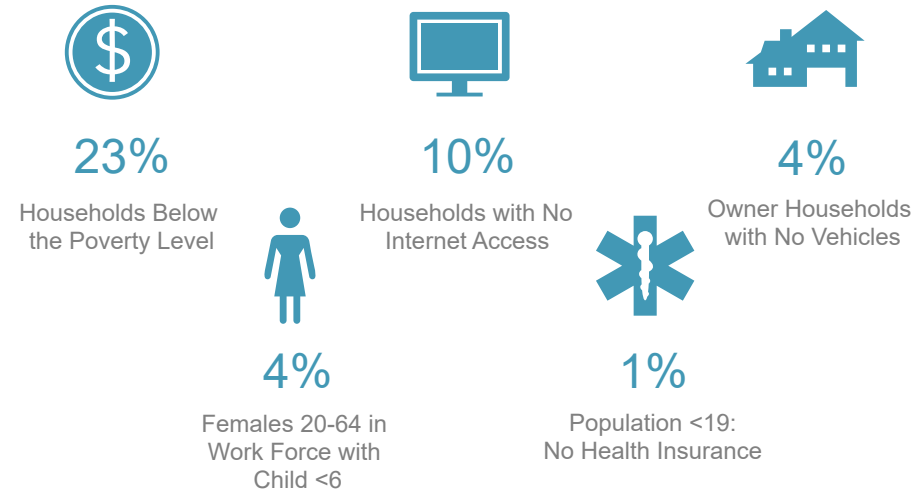 $
23%
Households Below
the Poverty Level
10%
Households with No
Internet Access
4%
Owner Households
with No Vehicles
4%
Females 20-64 in
Work Force with
Child <6
1%
Population <19:
No Health Insurance